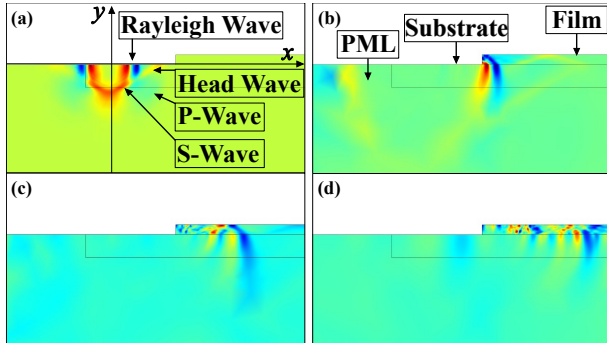 (a)
y
Rayleigh Wave
x
Head Wave
P-Wave
S-Wave
(b)
PML
Substrate
Film
(c)
(d)